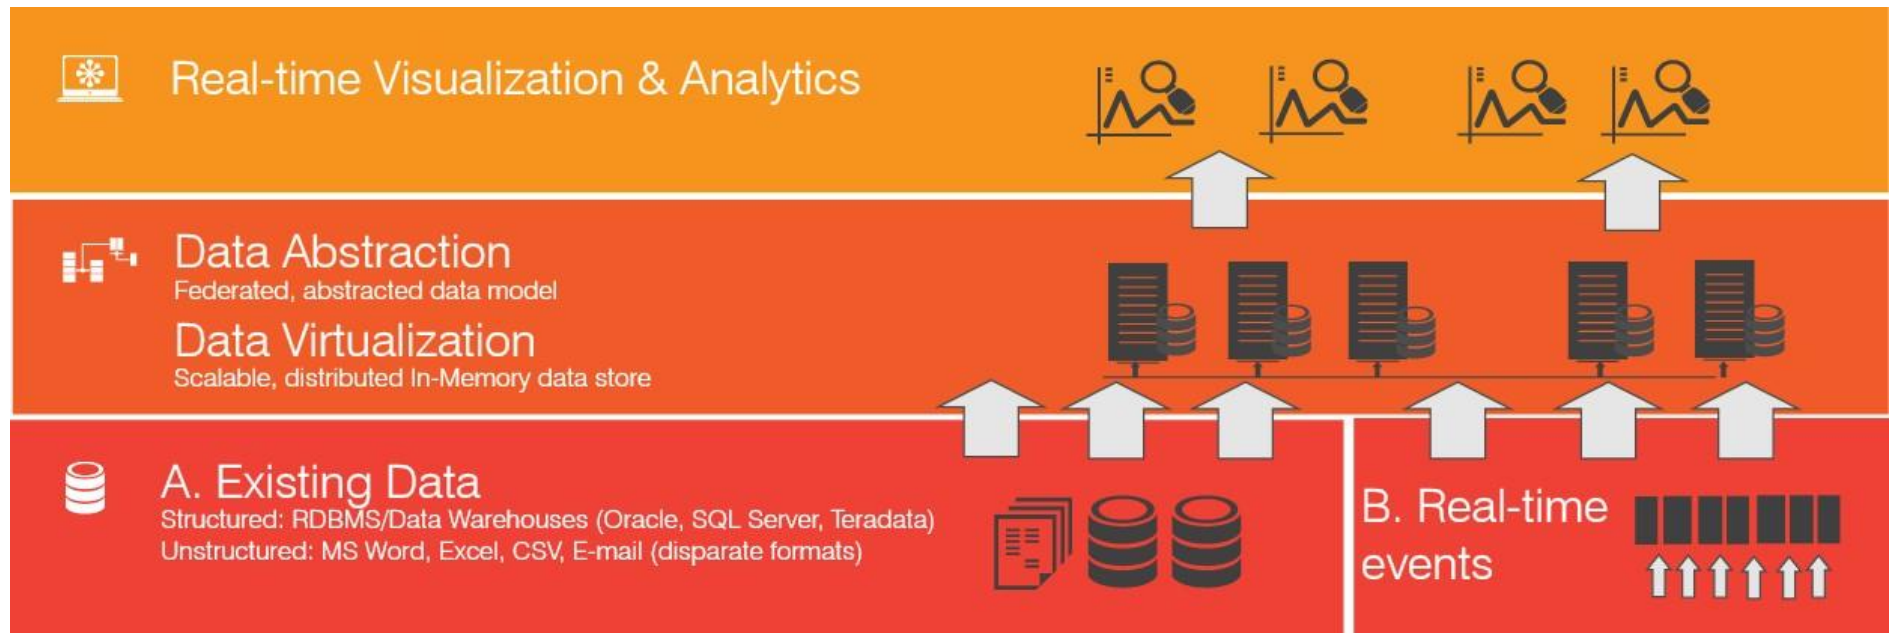 Real-time Visualization & Analytics
Data Abstraction
Federated, abstracted data model
Data Virtualization
Scalable, distributed In-Memory data store
A. Existing Data
Structured: RDBMS/Data Warehouses (Oracle, SQL Server, Teradata)
Unstructured: MS Word, Excel, CSV, E-mail (disparate formats)
B. Real-time
events